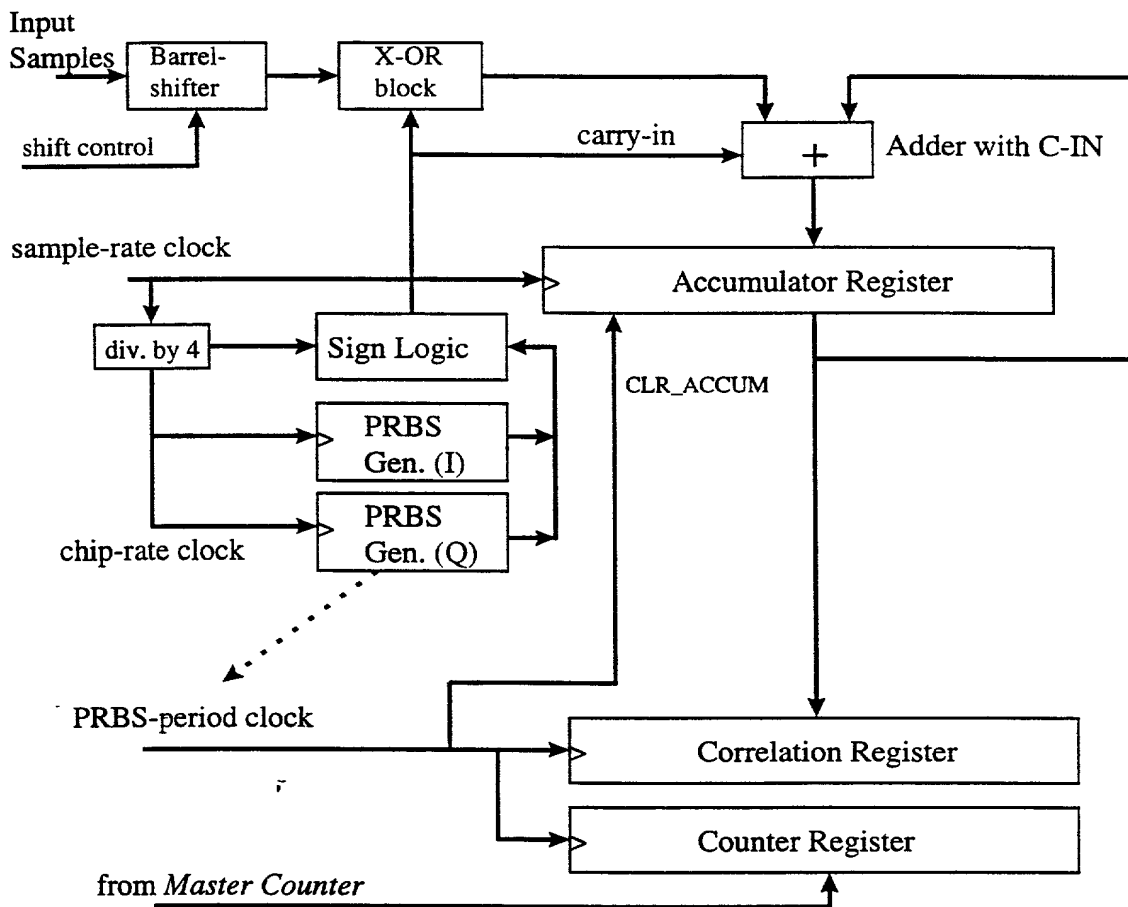 Input
Samples
Barrel-
shifter
X-OR
block
shift control
carry-in
+
Adder with C-IN
sample-rate clock
Accumulator Register
div. by 4
Sign Logic
CLR_ACCUM
PRBS
Gen. (I)
PRBS
Gen. (Q)
chip-rate clock
PRBS-period clock
Correlation Register
Counter Register
from Master Counter